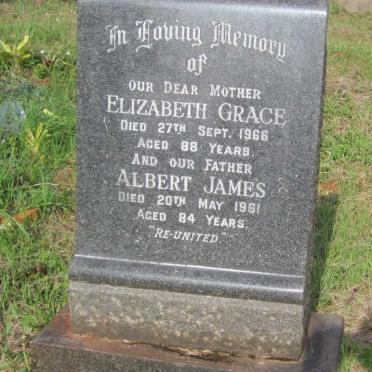 In Loving Memory
of
OUR DEAR MOTHER
ELIZABETH GRACE
DIED 27TH SEPT. 1966
AGED 88 YEARS.
AND OUR FATHER
ALBERT JAMES
DIED 20TH MAY 1951
AGED 84 YEARS.
"RE-UNITED"